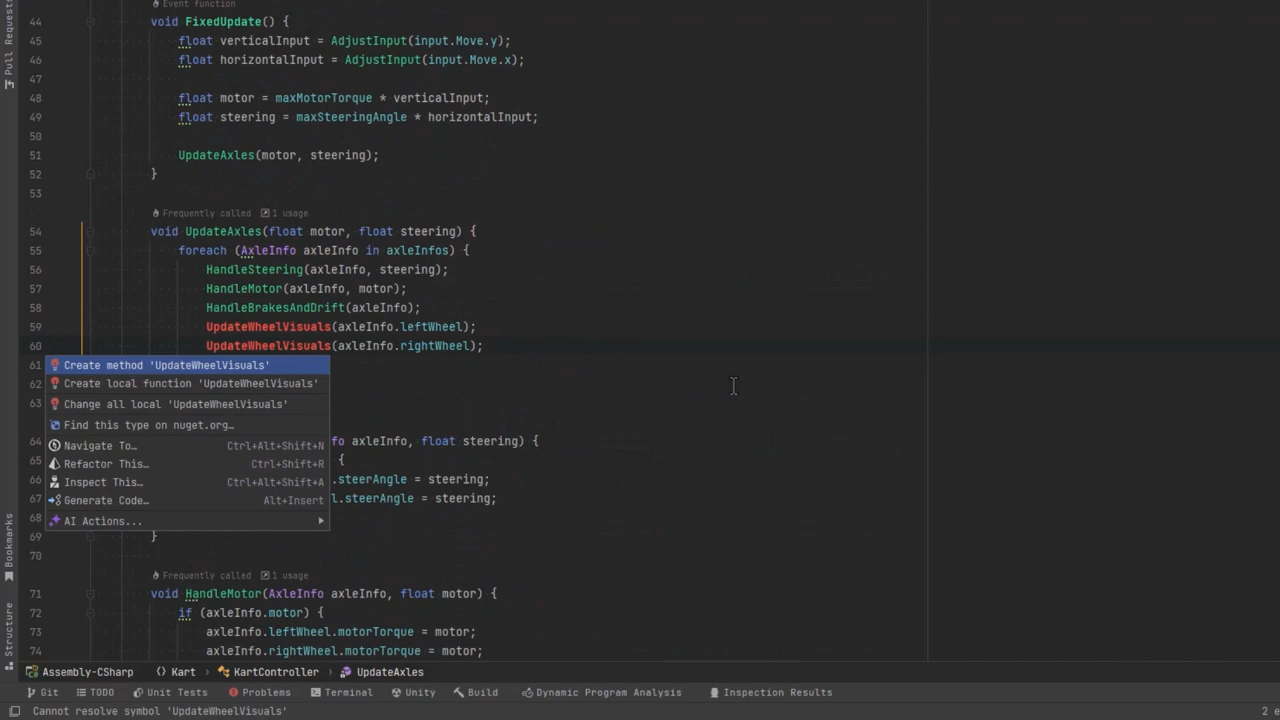 Event function
44 void FixedUpdate() {
45 float verticalInput = AdjustInput(input.Move.y);
46 float horizontalInput = AdjustInput(input.Move.x);
47
48 float motor = maxMotorTorque * verticalInput;
49 float steering = maxSteeringAngle * horizontalInput;
50
51 UpdateAxles(motor, steering);
52 }
53
Frequently called 1 usage
54 void UpdateAxles(float motor, float steering) {
55 foreach (AxleInfo axleInfo in axleInfos) {
56 HandleSteering(axleInfo, steering);
57 HandleMotor(axleInfo, motor);
58 HandleBrakesAndDrift(axleInfo);
59 UpdateWheelVisuals(axleInfo.leftWheel);
60 UpdateWheelVisuals(axleInfo.rightWheel);
61 Create method 'UpdateWheelVisuals'
62 Create local function 'UpdateWheelVisuals'
63 Change all local 'UpdateWheelVisuals'
Find this type on nuget.org…
64 fo axleInfo, float steering) {
Navigate To… Ctrl+Alt+Shift+N
65 {
Refactor This… Ctrl+Shift+R
66 .steerAngle = steering;
Inspect This… Ctrl+Alt+Shift+A
67 l.steerAngle = steering;
Generate Code… Alt+Insert
68 AI Actions...
69 }
70
Frequently called 1 usage
71 void HandleMotor(AxleInfo axleInfo, float motor) {
72 if (axleInfo.motor) {
73 axleInfo.leftWheel.motorTorque = motor;
74 axleInfo.rightWheel.motorTorque = motor;
Pull Requests
Bookmarks
Structure
Assembly-CSharp Kart KartController UpdateAxles
Git TODO Unit Tests Problems Terminal Unity Build Dynamic Program Analysis Inspection Results
Cannot resolve symbol 'UpdateWheelVisuals' 2 e